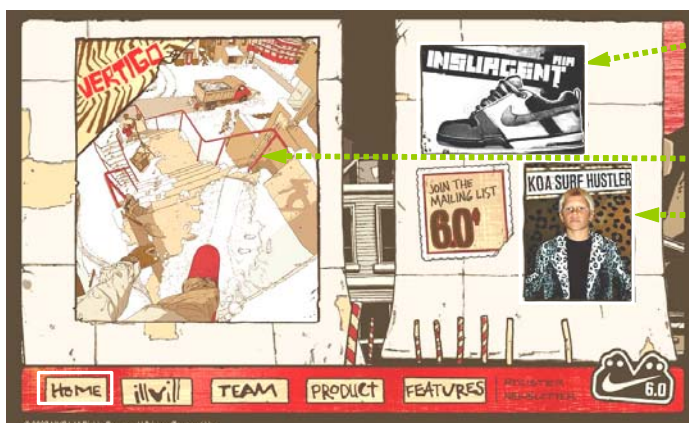 VERTIGO
INSURGENT AIR
JOIN THE
MAILING LIST
6.0
KOA SURF HUSTLER
HOME
illvill
TEAM
PRODUCT
FEATURES
REGISTER
NEWSLETTER
6.0